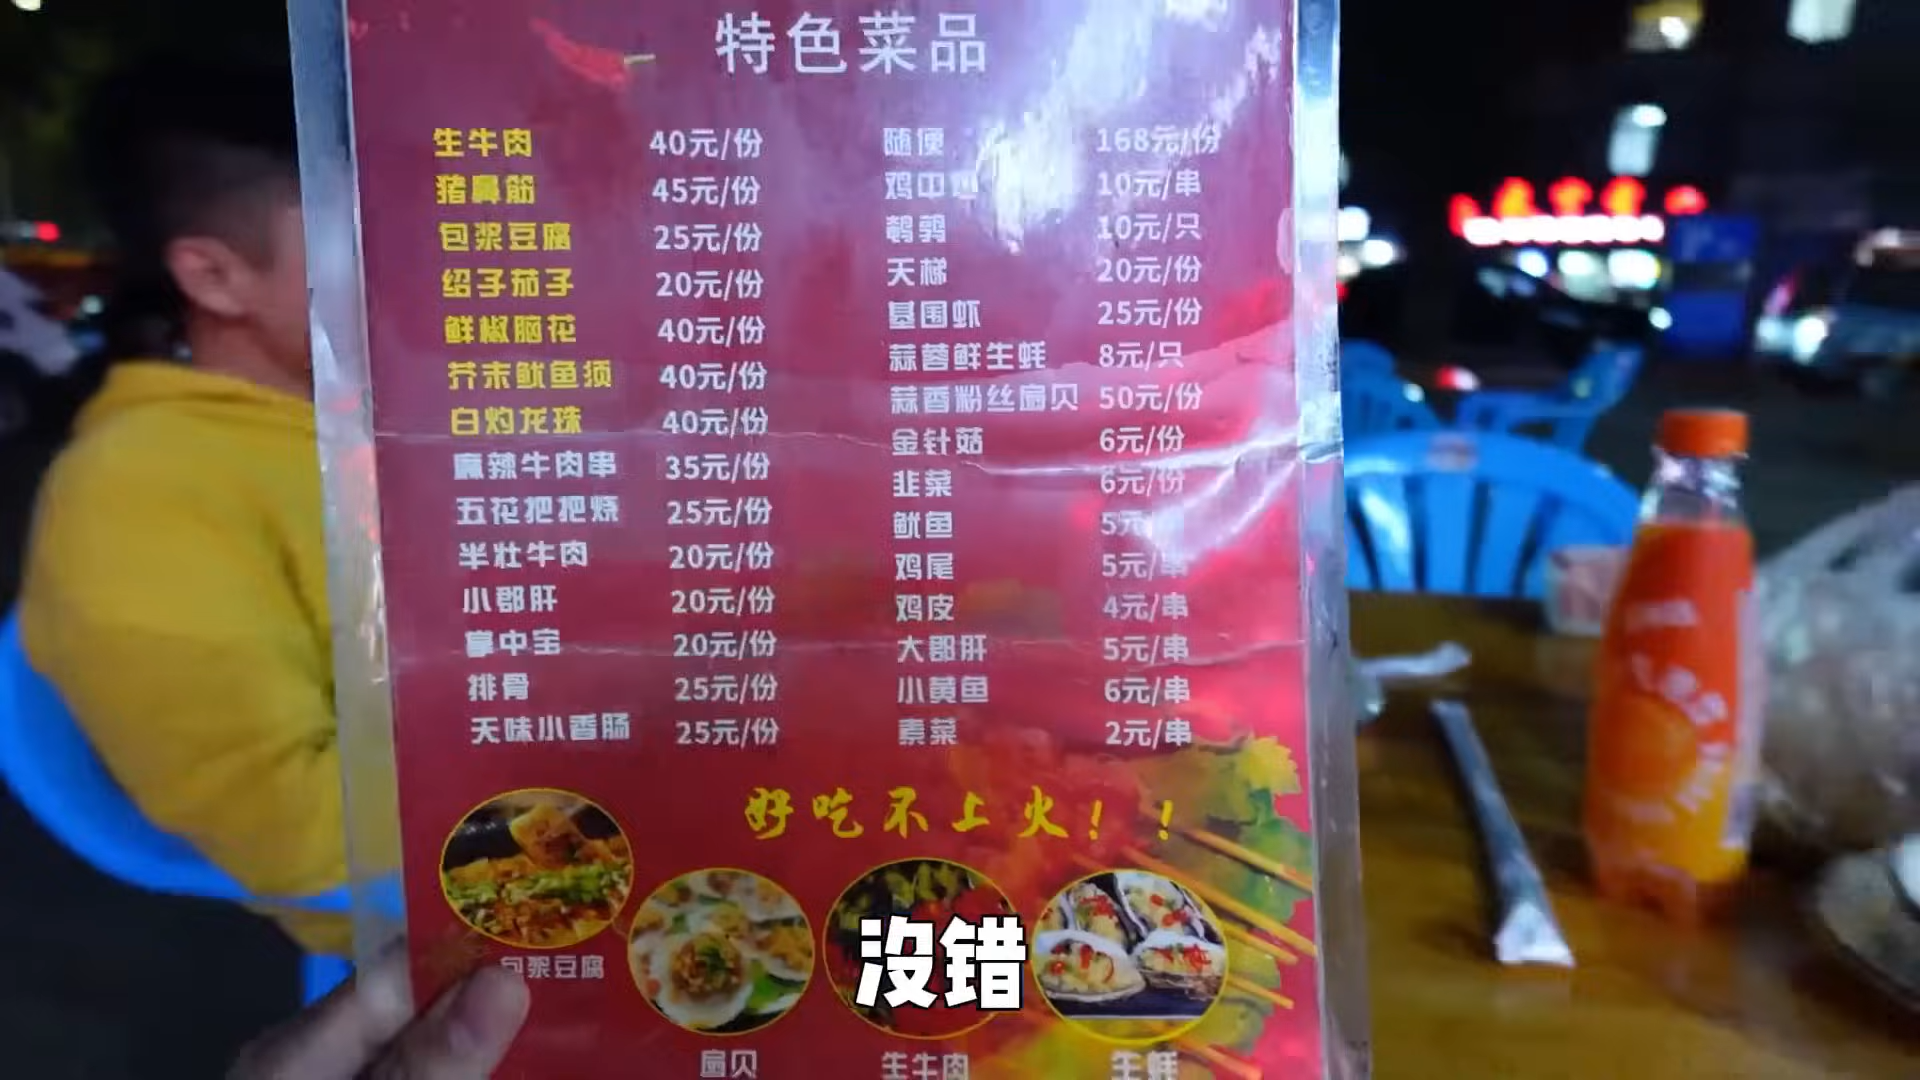 特色菜品
生牛肉 40元/份
猪鼻筋 45元/份
包浆豆腐 25元/份
绍子茄子 20元/份
鲜椒脑花 40元/份
芥末鱿鱼须 40元/份
白灼龙珠 40元/份
麻辣牛肉串 35元/份
五花把把烧 25元/份
半壮牛肉 20元/份
小郡肝 20元/份
掌中宝 20元/份
排骨 25元/份
天味小香肠 25元/份
随便 168元/份
鸡中 10元/串
鹌鹑 10元/只
天梯 20元/份
基围虾 25元/份
蒜蓉鲜生蚝 8元/只
蒜香粉丝扇贝 50元/份
金针菇 6元/份
韭菜 6元/份
鱿鱼 5元/
鸡尾 5元/串
鸡皮 4元/串
大郡肝 5元/串
小黄鱼 6元/串
素菜 2元/串
好吃不上火！！
包浆豆腐
扇贝
生牛肉
生蚝
没错